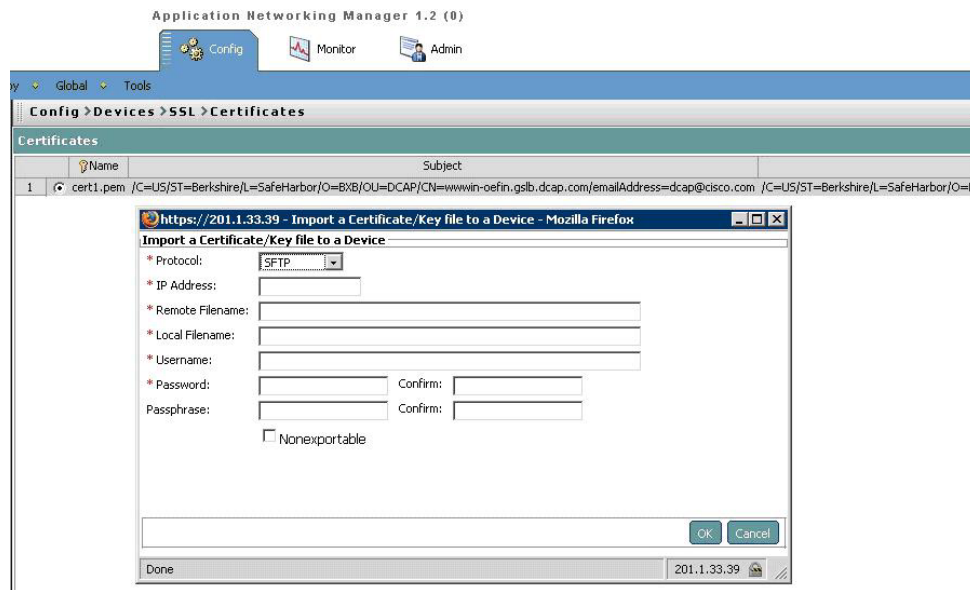 Application Networking Manager 1.2 (0)
Config Monitor Admin
Global Tools
Config > Devices > SSL > Certificates
Certificates
Name Subject
1 cert1.pem /C=US/ST=Berkshire/L=SafeHarbor/O=BXB/OU=DCAP/CN=wwwin-oefin.gslb.dcap.com/emailAddress=dcap@cisco.com /C=US/ST=Berkshire/L=SafeHarbor/O=
https://201.1.33.39 - Import a Certificate/Key file to a Device - Mozilla Firefox
Import a Certificate/Key file to a Device
* Protocol: SFTP
* IP Address:
* Remote Filename:
* Local Filename:
* Username:
* Password: Confirm:
Passphrase: Confirm:
Nonexportable
OK Cancel
Done 201.1.33.39